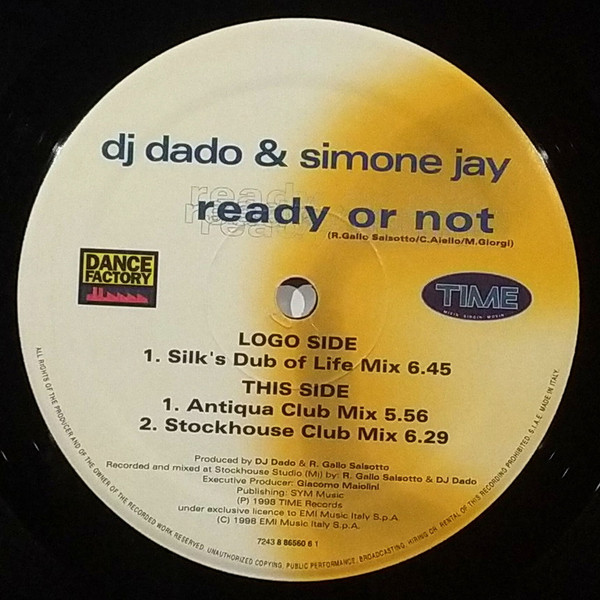 dj dado & simone jay
ready or not
(R.Gallo Salsotto/C.Aiello/M.Giorgi)
DANCE
FACTORY
TIME
LOGO SIDE
1. Silk's Dub of Life Mix 6.45
THIS SIDE
1. Antiqua Club Mix 5.56
2. Stockhouse Club Mix 6.29
Produced by DJ Dado & R. Gallo Salsotto
Recorded and mixed at Stockhouse Studio (Mi) by: R. Gallo Salsotto & DJ Dado
Executive Producer: Giacomo Maiolini
Publishing: SYM Music
(P) 1998 TIME Records
under exclusive licence to EMI Music Italy S.p.A.
(C) 1998 EMI Music Italy S.p.A.
7243 8 86560 6 1
ALL RIGHTS OF THE PRODUCER AND OF THE OWNER OF THE RECORDED WORK RESERVED. UNAUTHORIZED COPYING, PUBLIC PERFORMANCE, BROADCASTING, HIRING OR RENTAL OF THIS RECORDING PROHIBITED. S.I.A.E. MADE IN ITALY.